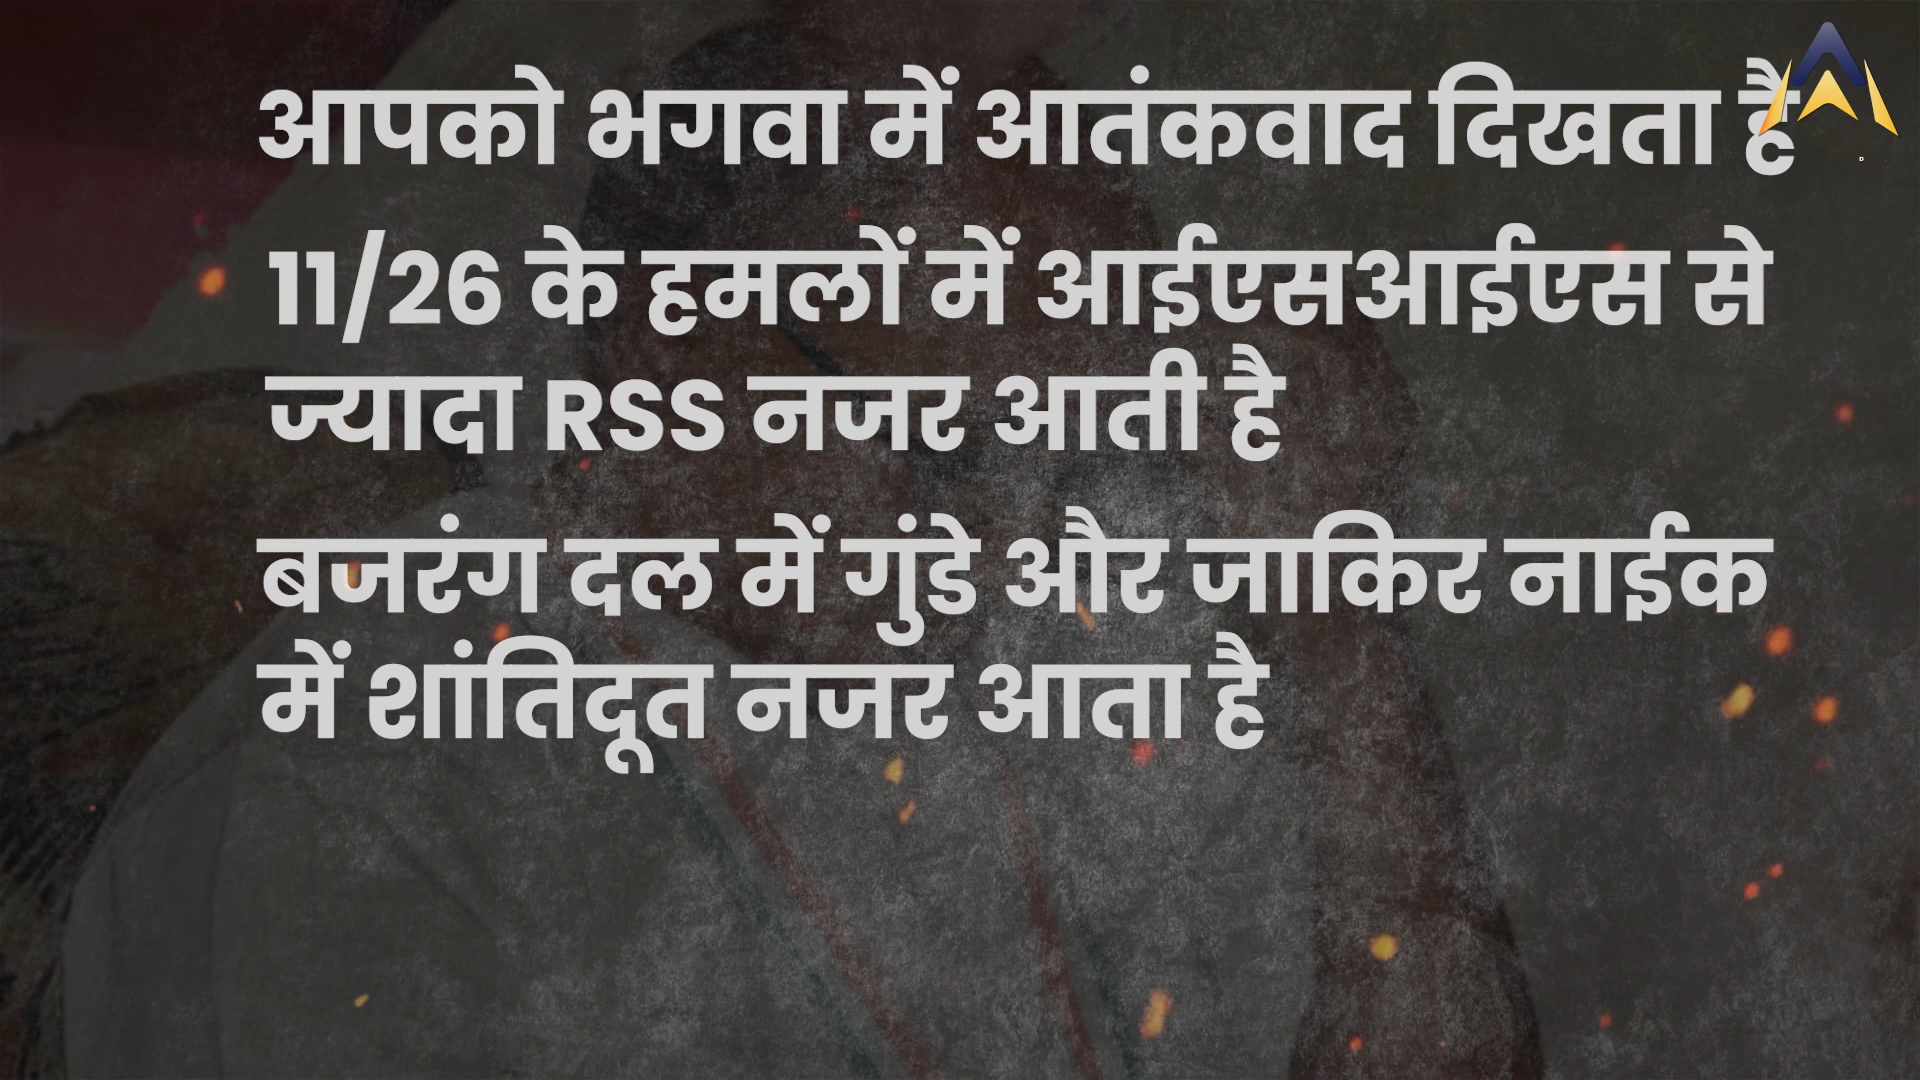 आपको भगवा में आतंकवाद दिखता है
11/26 के हमलों में आईएसआईएस से
ज्यादा RSS नजर आती है
बजरंग दल में गुंडे और जाकिर नाईक
में शांतिदूत नजर आता है